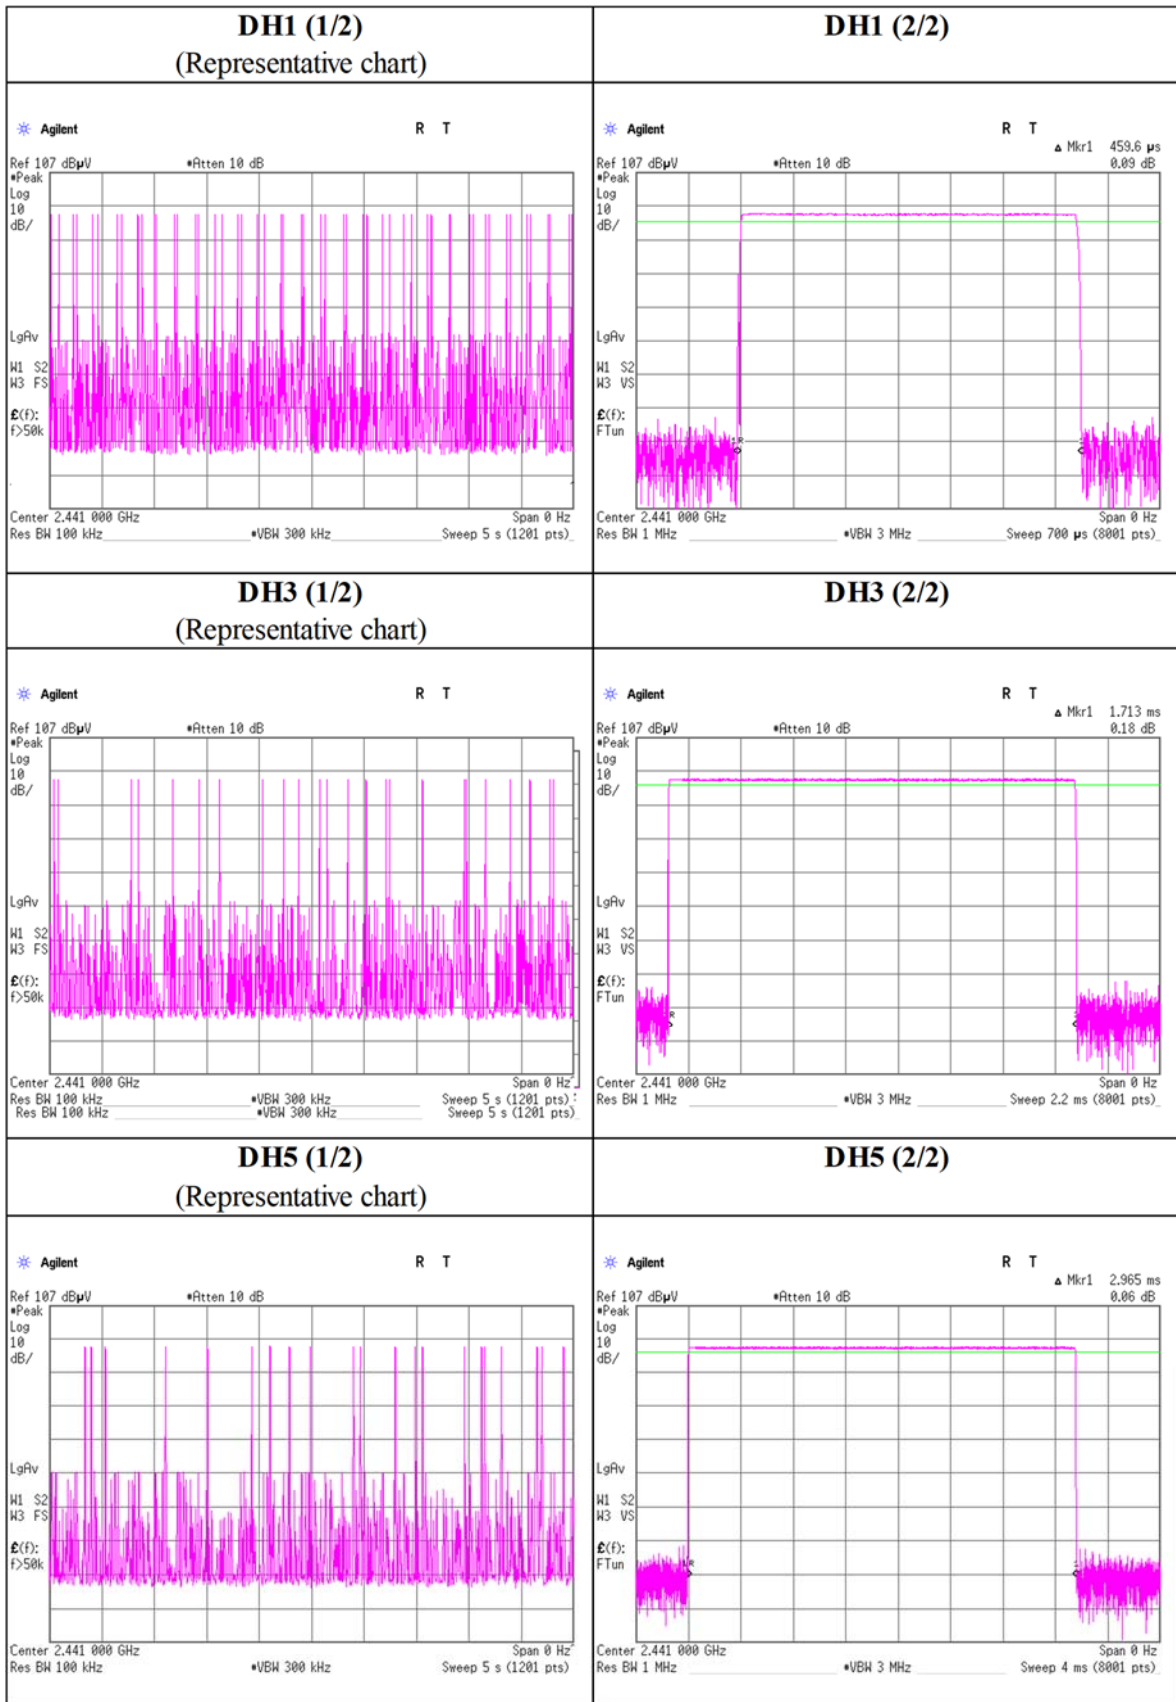 DH1 (1/2)
(Representative chart)
DH1 (2/2)
Agilent R T
Ref 107 dBµV *Atten 10 dB
*Peak
Log
10
dB/
LgAv
W1 S2
W3 FS
£(f):
f>50k
Center 2.441 000 GHz Span 0 Hz
Res BW 100 kHz *VBW 300 kHz Sweep 5 s (1201 pts)
Agilent R T
Δ Mkr1 459.6 µs
Ref 107 dBµV *Atten 10 dB 0.09 dB
*Peak
Log
10
dB/
LgAv
W1 S2
W3 VS
£(f):
FTun
1R
1
Center 2.441 000 GHz Span 0 Hz
Res BW 1 MHz *VBW 3 MHz Sweep 700 µs (8001 pts)
DH3 (1/2)
(Representative chart)
DH3 (2/2)
Agilent R T
Ref 107 dBµV *Atten 10 dB
*Peak
Log
10
dB/
LgAv
W1 S2
W3 FS
£(f):
f>50k
Center 2.441 000 GHz Span 0 Hz
Res BW 100 kHz *VBW 300 kHz Sweep 5 s (1201 pts)
Res BW 100 kHz *VBW 300 kHz Sweep 5 s (1201 pts)
Agilent R T
Δ Mkr1 1.713 ms
Ref 107 dBµV *Atten 10 dB 0.18 dB
*Peak
Log
10
dB/
LgAv
W1 S2
W3 VS
£(f):
FTun
R
1
Center 2.441 000 GHz Span 0 Hz
Res BW 1 MHz *VBW 3 MHz Sweep 2.2 ms (8001 pts)
DH5 (1/2)
(Representative chart)
DH5 (2/2)
Agilent R T
Ref 107 dBµV *Atten 10 dB
*Peak
Log
10
dB/
LgAv
W1 S2
W3 FS
£(f):
f>50k
Center 2.441 000 GHz Span 0 Hz
Res BW 100 kHz *VBW 300 kHz Sweep 5 s (1201 pts)
Agilent R T
Δ Mkr1 2.965 ms
Ref 107 dBµV *Atten 10 dB 0.06 dB
*Peak
Log
10
dB/
LgAv
W1 S2
W3 VS
£(f):
FTun
1R
1
Center 2.441 000 GHz Span 0 Hz
Res BW 1 MHz *VBW 3 MHz Sweep 4 ms (8001 pts)